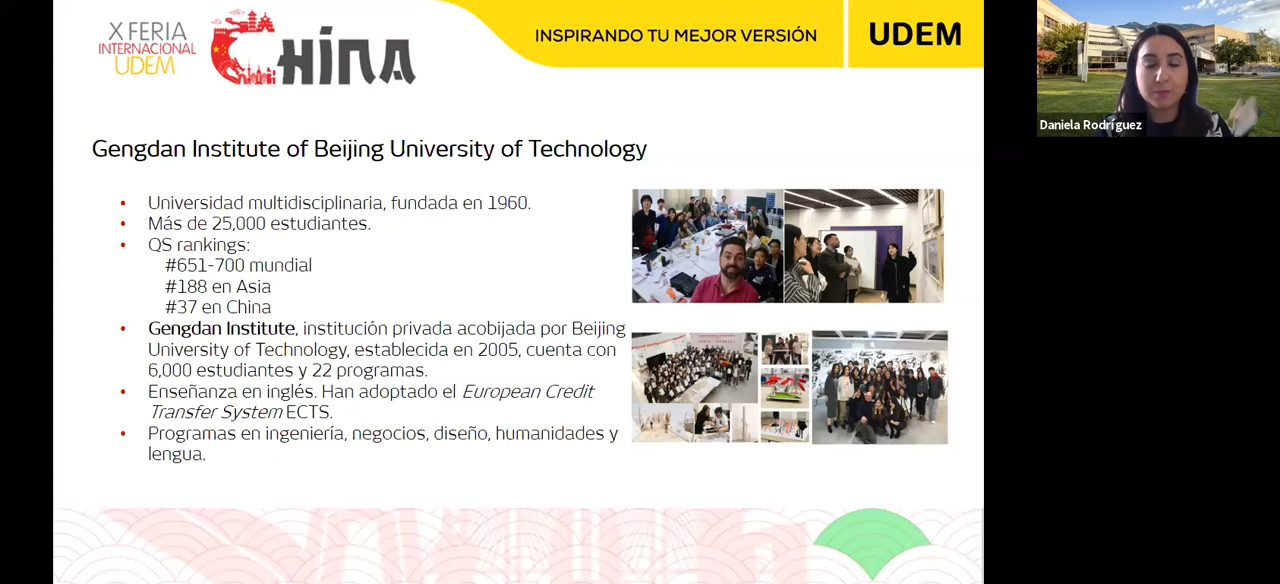 X FERIA
INTERNACIONAL
UDEM
CHINA
INSPIRANDO TU MEJOR VERSIÓN
UDEM
Daniela Rodríguez
Gengdan Institute of Beijing University of Technology
• Universidad multidisciplinaria, fundada en 1960.
• Más de 25,000 estudiantes.
• QS rankings:
#651-700 mundial
#188 en Asia
#37 en China
• Gengdan Institute, institución privada acobijada por Beijing
University of Technology, establecida en 2005, cuenta con
6,000 estudiantes y 22 programas.
• Enseñanza en inglés. Han adoptado el European Credit
Transfer System ECTS.
• Programas en ingeniería, negocios, diseño, humanidades y
lengua.